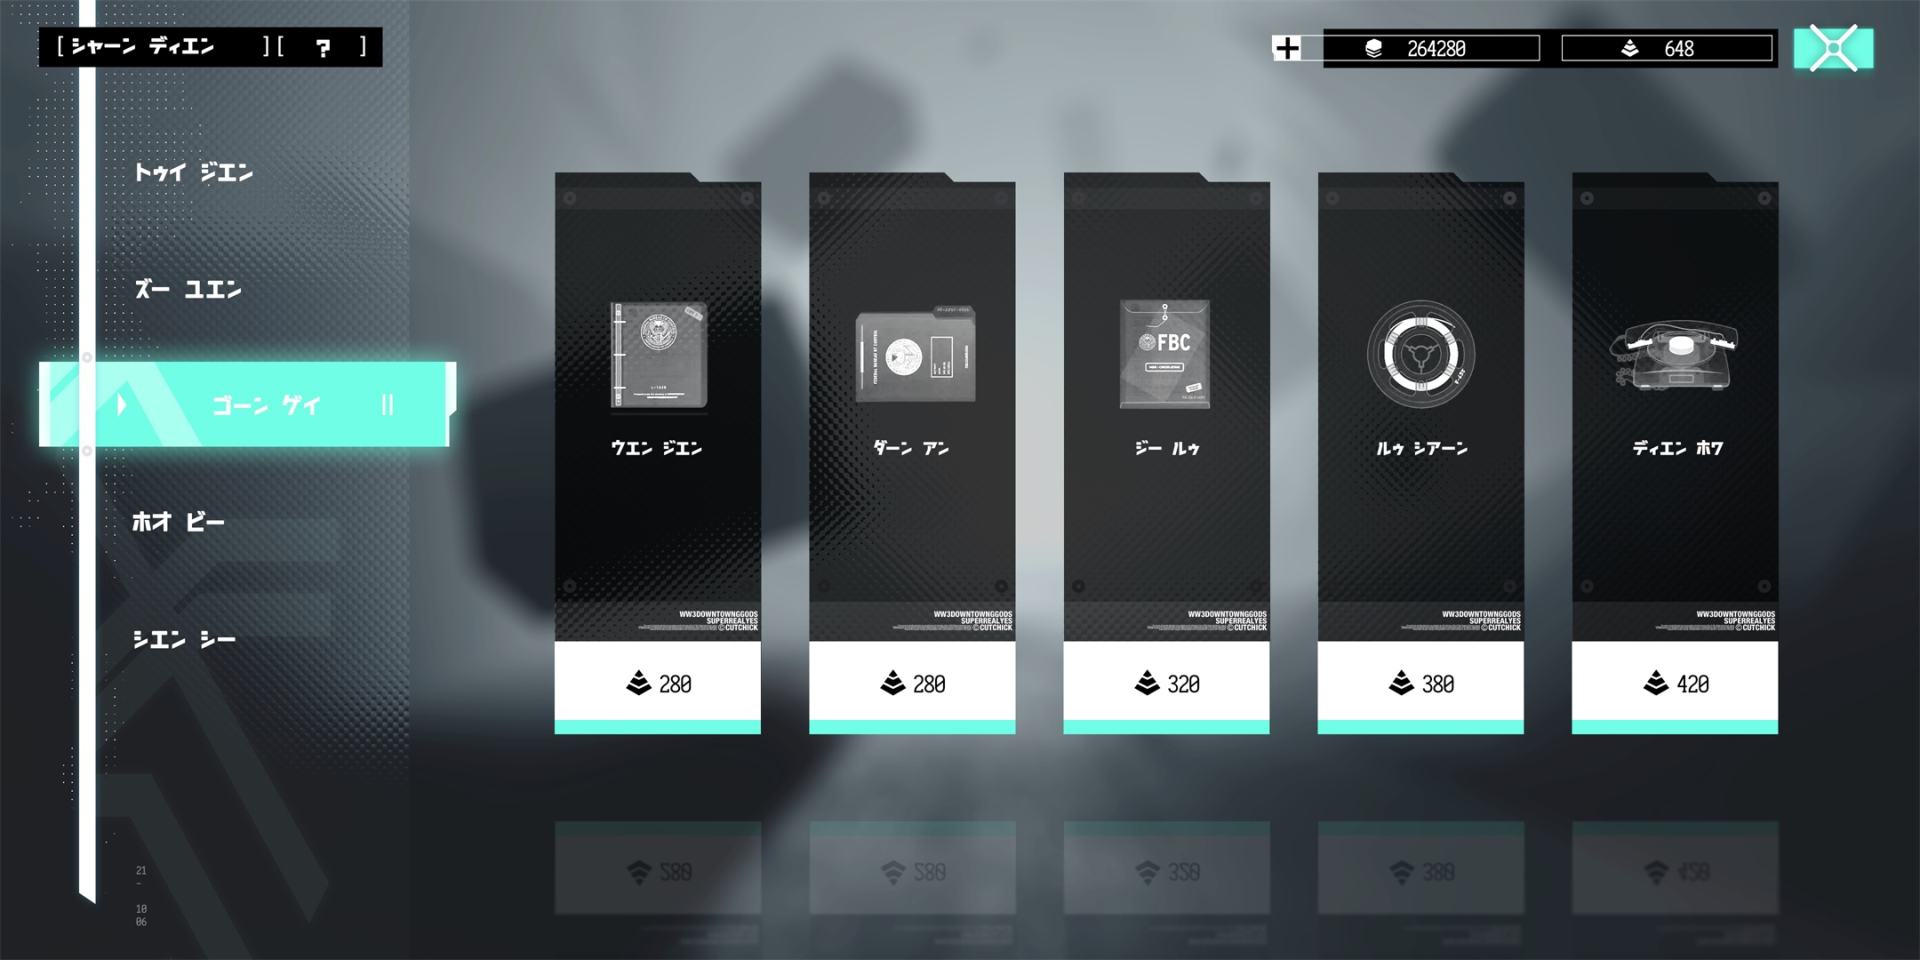 [シャーン ディエン ][ ? ]
264280
648
トゥイ ジエン
ズー ユエン
ゴーン ゲイ
ホオ ビー
シエン シー
FBC
ウエン ジエン
ダーン アン
ジー ルゥ
ルゥ シアーン
ディエン ホワ
WW3DOWNTOWNGGODS
SUPERREALYES
©CUTCHICK
WW3DOWNTOWNGGODS
SUPERREALYES
©CUTCHICK
WW3DOWNTOWNGGODS
SUPERREALYES
©CUTCHICK
WW3DOWNTOWNGGODS
SUPERREALYES
©CUTCHICK
WW3DOWNTOWNGGODS
SUPERREALYES
©CUTCHICK
280
280
320
380
420
21
-
10
06